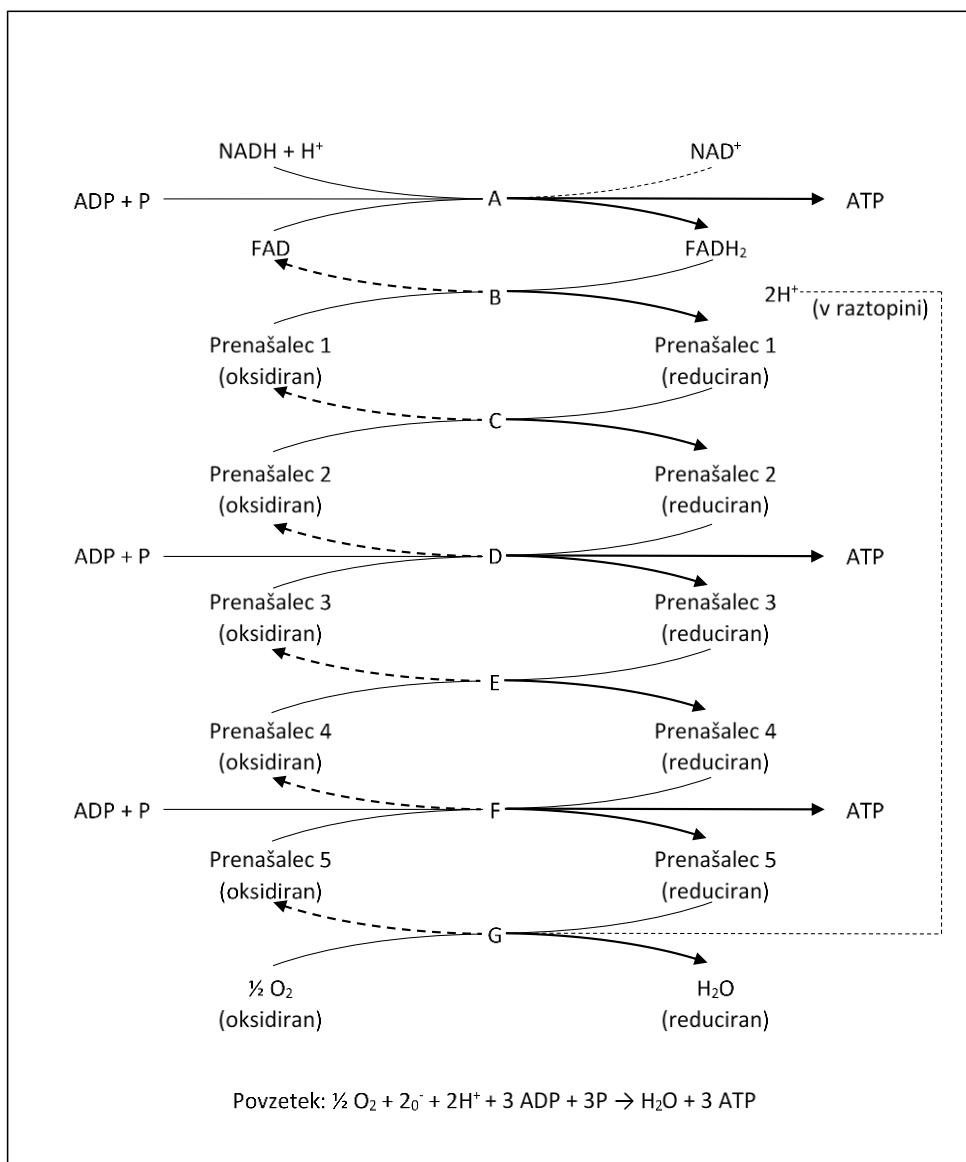 NADH + H⁺ NAD⁺
ADP + P A ATP
FAD FADH₂
B 2H⁺
(v raztopini)
Prenašalec 1 Prenašalec 1
(oksidiran) (reduciran)
C
Prenašalec 2 Prenašalec 2
(oksidiran) (reduciran)
ADP + P D ATP
Prenašalec 3 Prenašalec 3
(oksidiran) (reduciran)
E
Prenašalec 4 Prenašalec 4
(oksidiran) (reduciran)
ADP + P F ATP
Prenašalec 5 Prenašalec 5
(oksidiran) (reduciran)
G
½ O₂ H₂O
(oksidiran) (reduciran)
Povzetek: ½ O₂ + 2₀⁻ + 2H⁺ + 3 ADP + 3P → H₂O + 3 ATP